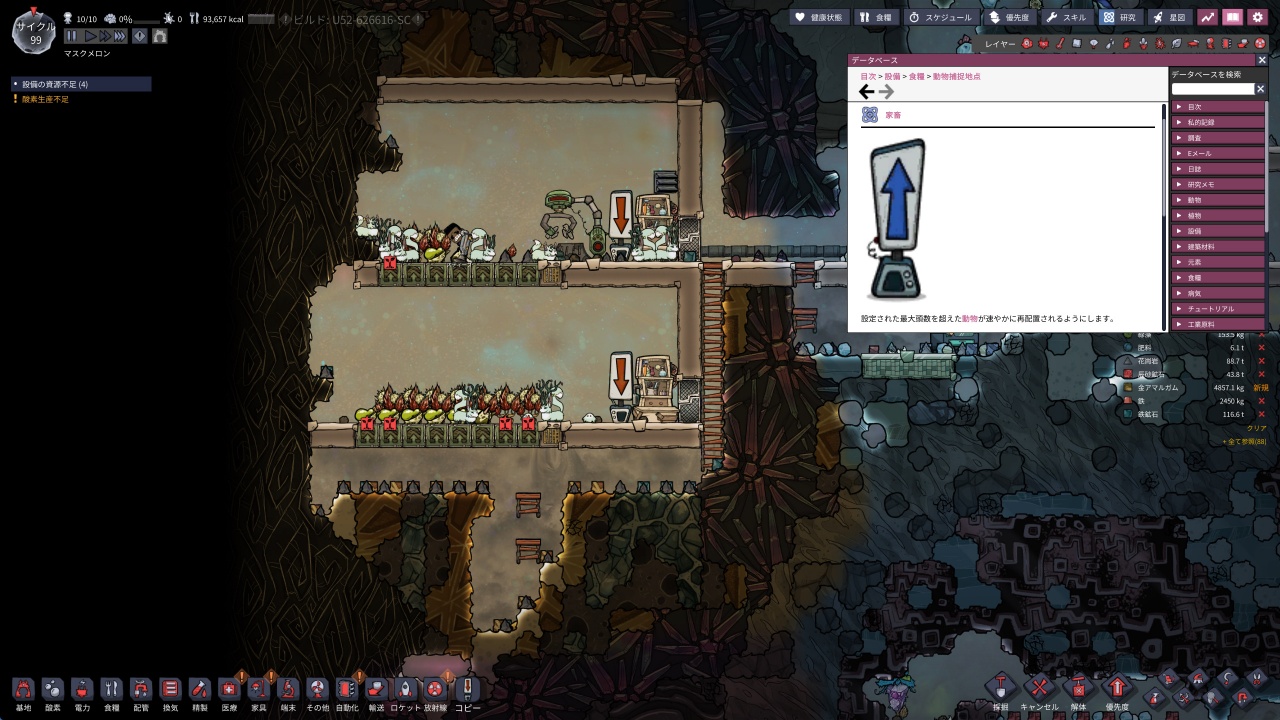 サイクル
99
10/10
0%
0
93,657 kcal
ビルド: U52-626616-SC
マスクメロン
設備の資源不足 (4)
酸素生産不足
健康状態
食糧
スケジュール
優先度
スキル
研究
星図
レイヤー
データベース
目次 > 設備 > 食糧 > 動物捕捉地点
家畜
設定された最大頭数を超えた動物が速やかに再配置されるようにします。
データベースを検索
目次
私的記録
調査
Eメール
日誌
研究メモ
動物
植物
設備
建築材料
元素
食糧
病気
チュートリアル
工業原料
153.5 kg
肥料
6.1 t
花崗岩
88.7 t
辰砂鉱石
43.8 t
金アマルガム
4857.1 kg
新規
鉄
2450 kg
鉄鉱石
116.6 t
クリア
+ 全て参照(88)
基地
酸素
電力
食糧
配管
換気
精製
医療
家具
端末
その他
自動化
輸送
ロケット
放射線
コピー
採掘
キャンセル
解体
優先度